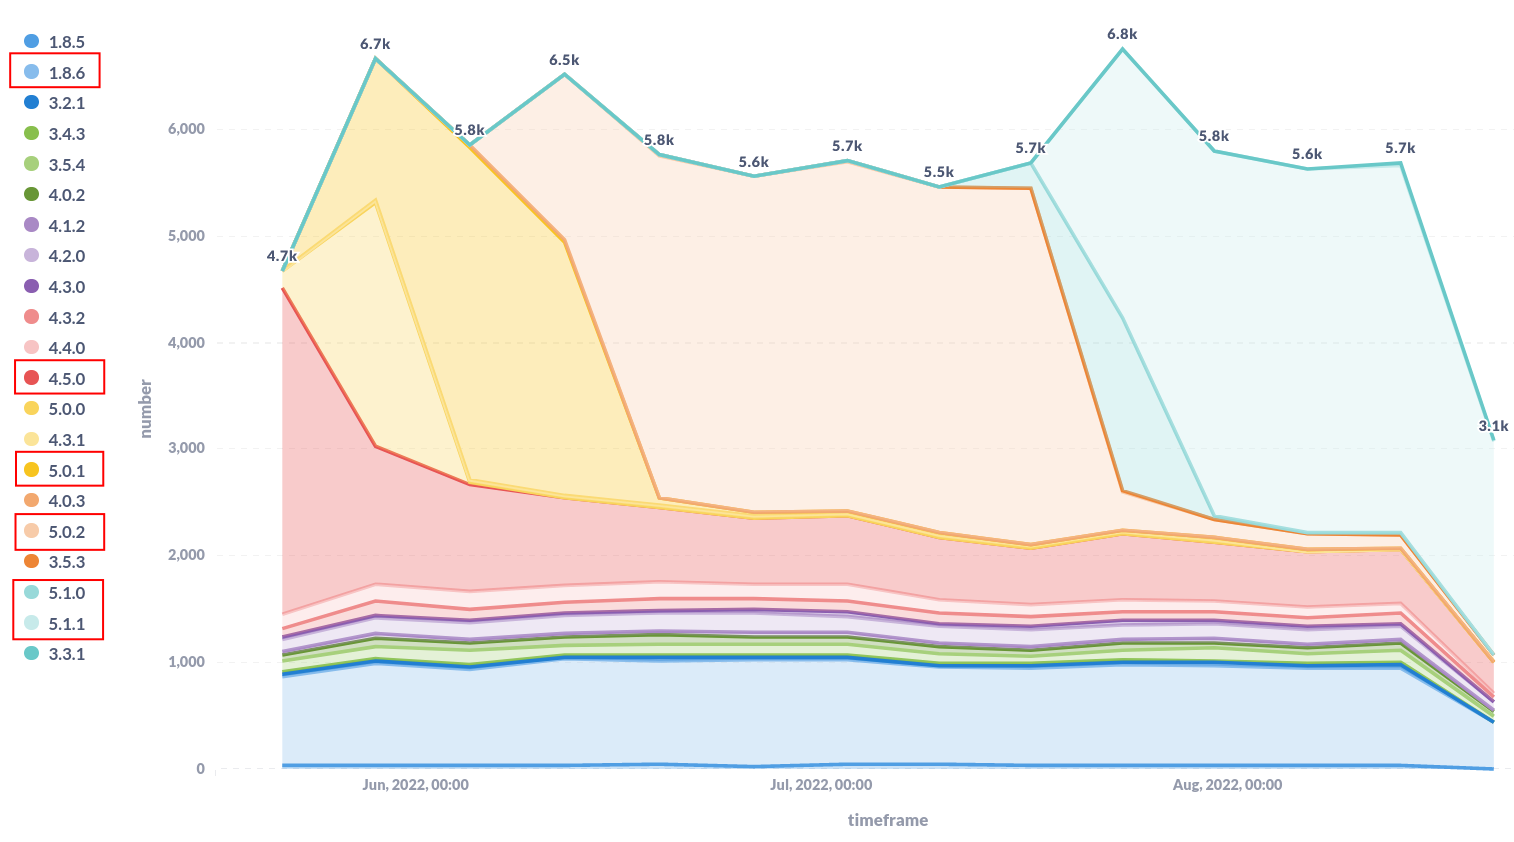 1.8.5
1.8.6
3.2.1
3.4.3
3.5.4
4.0.2
4.1.2
4.2.0
4.3.0
4.3.2
4.4.0
4.5.0
5.0.0
4.3.1
5.0.1
4.0.3
5.0.2
3.5.3
5.1.0
5.1.1
3.3.1
number
6,000
5,000
4,000
3,000
2,000
1,000
0
4.7k
6.7k
5.8k
6.5k
5.8k
5.6k
5.7k
5.5k
5.7k
6.8k
5.8k
5.6k
5.7k
3.1k
Jun, 2022, 00:00
Jul, 2022, 00:00
Aug, 2022, 00:00
timeframe